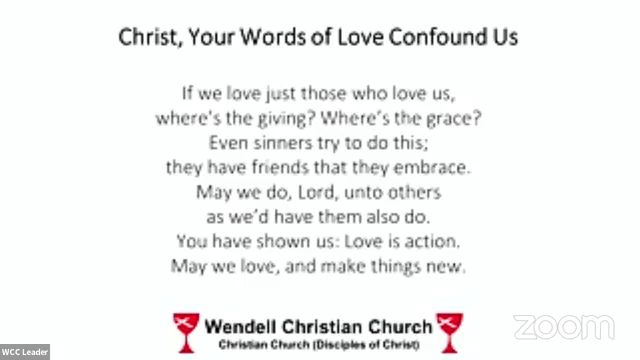 Christ, Your Words of Love Confound Us
If we love just those who love us,
where's the giving? Where's the grace?
Even sinners try to do this;
they have friends that they embrace.
May we do, Lord, unto others
as we'd have them also do.
You have shown us: Love is action.
May we love, and make things new.
Wendell Christian Church
Christian Church (Disciples of Christ)
zoom
WCC Leader